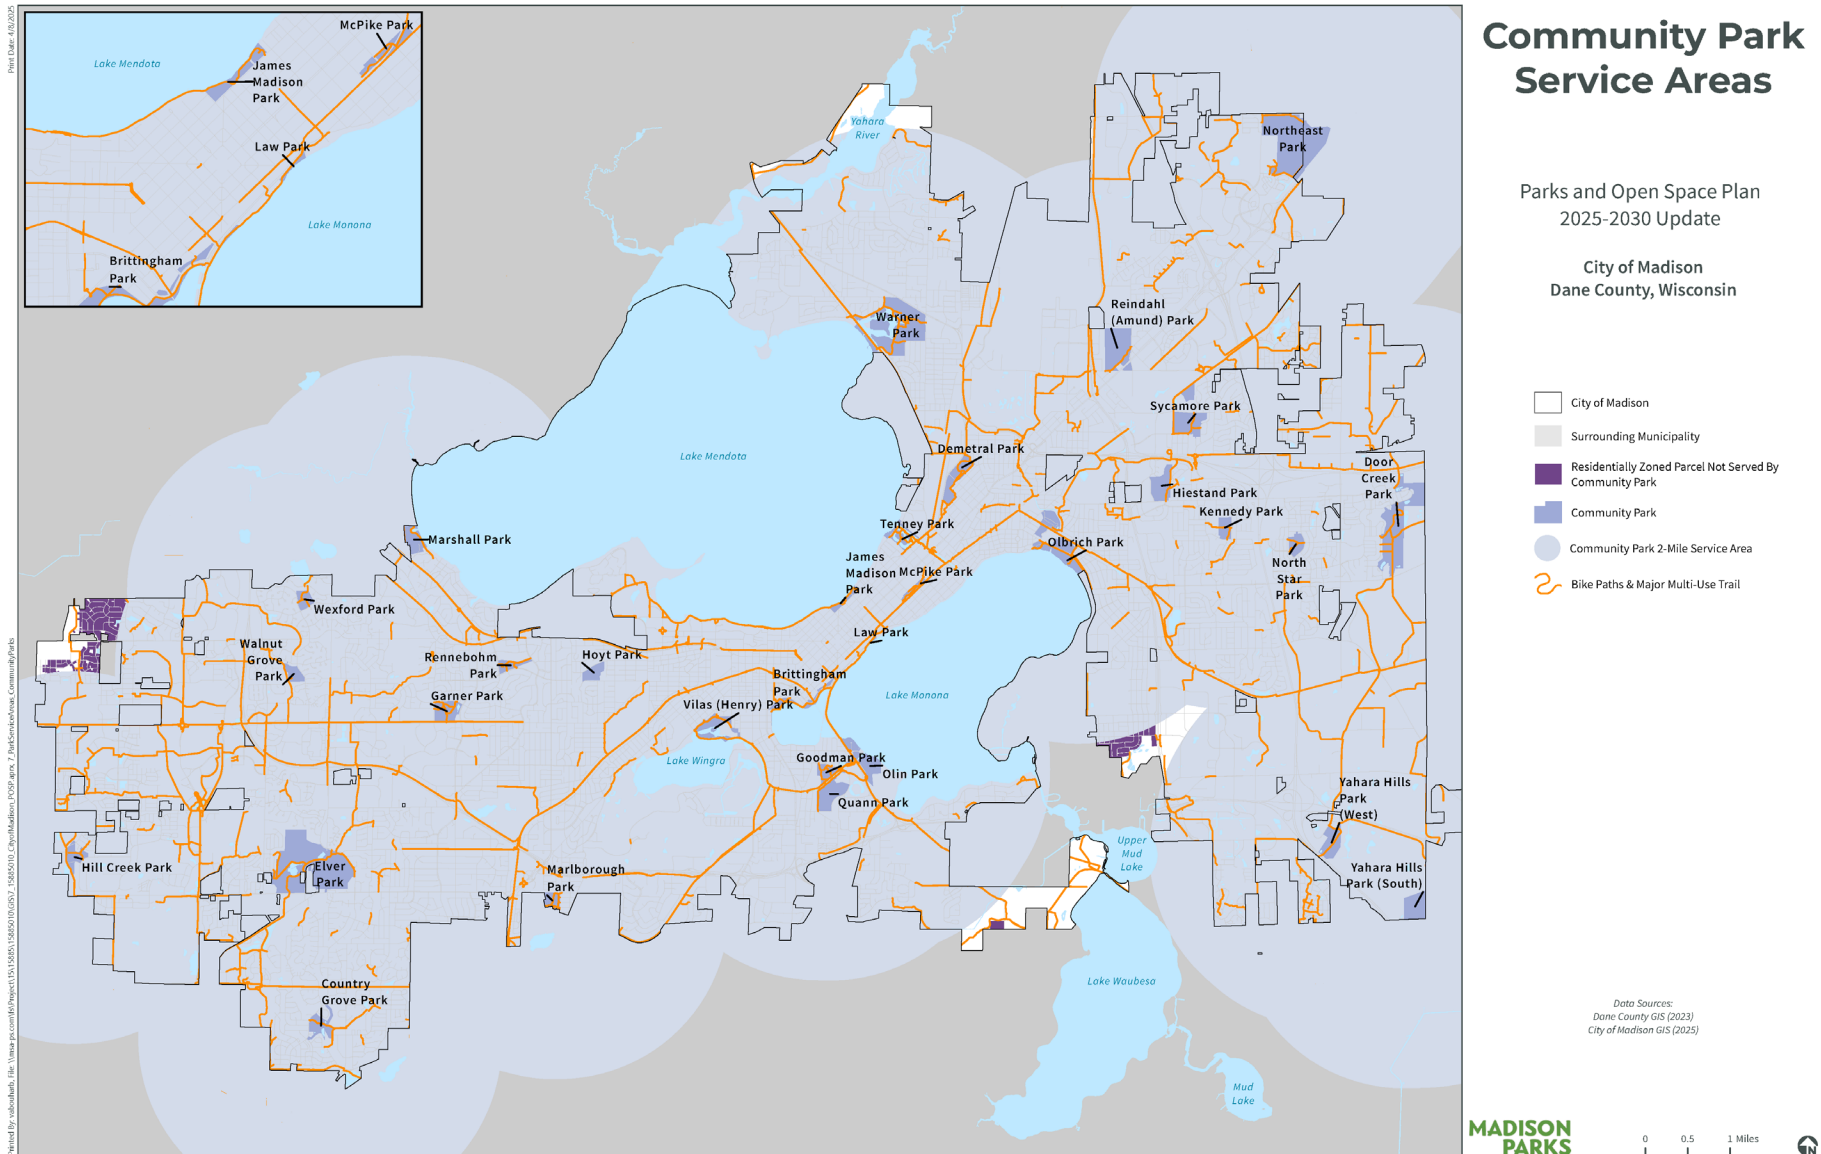 Community Park
Service Areas
Parks and Open Space Plan
2025-2030 Update
City of Madison
Dane County, Wisconsin
City of Madison
Surrounding Municipality
Residentially Zoned Parcel Not Served By
Community Park
Community Park
Community Park 2-Mile Service Area
Bike Paths & Major Multi-Use Trail
Data Sources:
Dane County GIS (2023)
City of Madison GIS (2025)
MADISON
PARKS
0 0.5 1 Miles
N
Print Date: 4/8/2025
McPike Park
Lake Mendota
James
Madison
Park
Law Park
Lake Monona
Brittingham
Park
Yahara
River
Northeast
Park
Warner
Park
Reindahl
(Amund) Park
Sycamore Park
Lake Mendota
Demetral Park
Door
Creek
Park
Hiestand Park
Kennedy Park
Tenney Park
Marshall Park
Olbrich Park
James
Madison
Park
McPike Park
North
Star
Park
Wexford Park
Law Park
Walnut
Grove
Park
Rennebohm
Park
Hoyt Park
Brittingham
Park
Garner Park
Lake Monona
Vilas (Henry) Park
Lake Wingra
Goodman Park
Olin Park
Quann Park
Yahara Hills
Park
(West)
Upper
Mud
Lake
Hill Creek Park
Elver
Park
Marlborough
Park
Yahara Hills
Park (South)
Country
Grove Park
Lake Waubesa
Mud
Lake